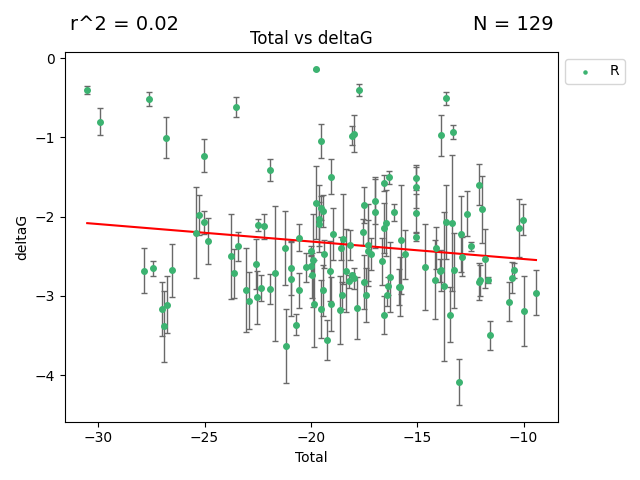 r^2 = 0.02
N = 129
Total vs deltaG
R
0
−1
−2
−3
−4
deltaG
−30
−25
−20
−15
−10
Total